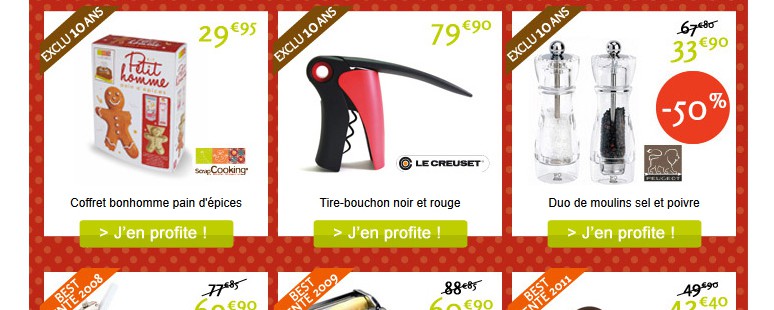 EXCLU 10 ANS
29€95
Petit
homme
pain d'épices
ScrapCooking®
Coffret bonhomme pain d'épices
> J'en profite !
EXCLU 10 ANS
79€90
LE CREUSET
Tire-bouchon noir et rouge
> J'en profite !
EXCLU 10 ANS
67€80
33€90
-50%
PEUGEOT
Duo de moulins sel et poivre
> J'en profite !
BEST
VENTE 2008
77€85
BEST
VENTE 2009
88€85
BEST
VENTE 2011
49€90
42€40